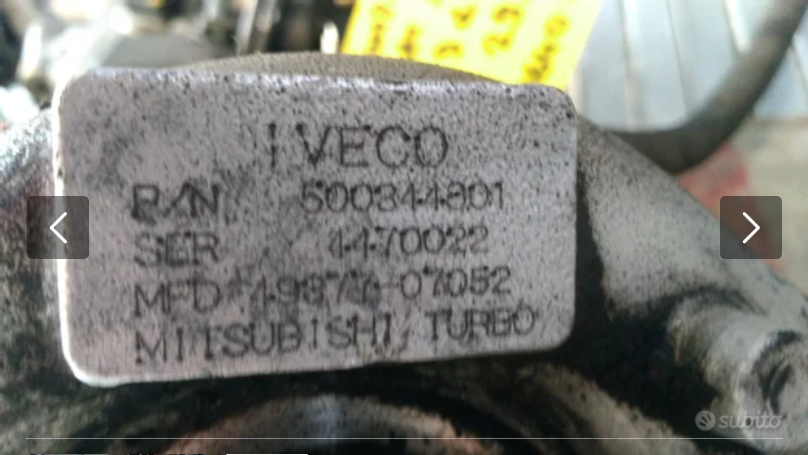 IVECO
P/N 500344801
SER 4470022
MFD 49377-07052
MITSUBISHI TURBO
subito